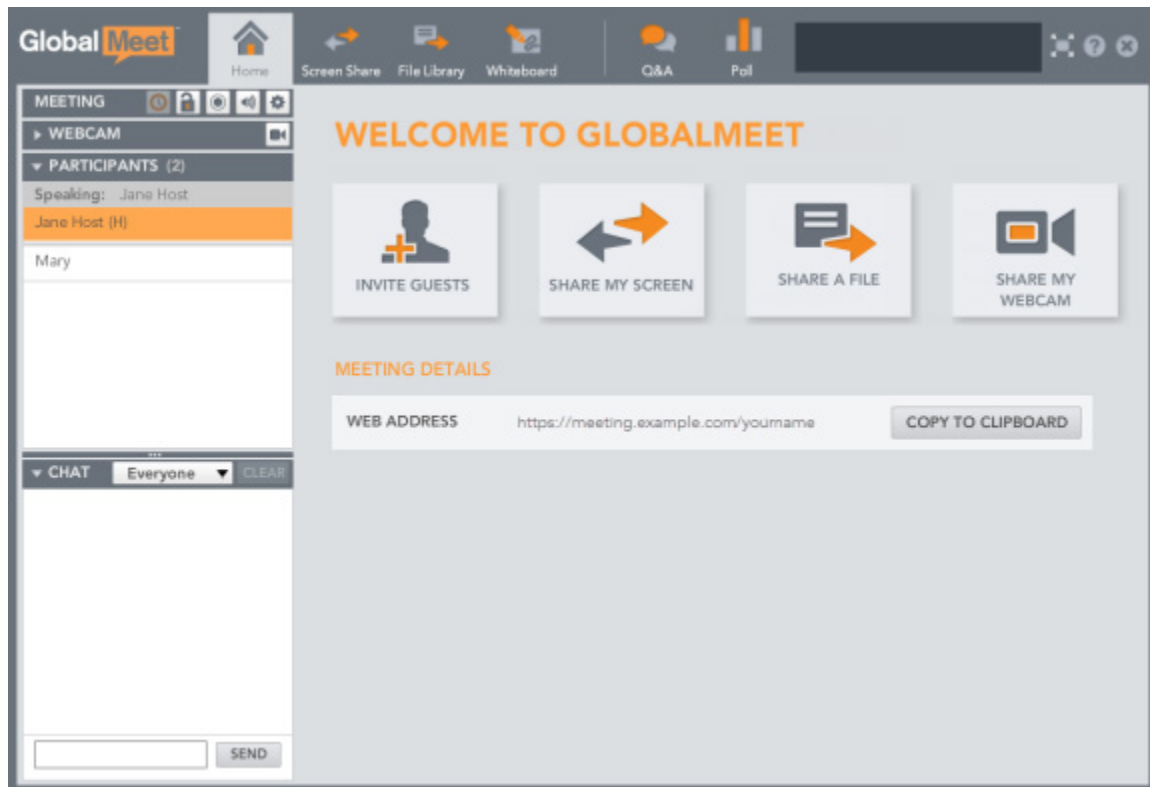 Global Meet
Home
Screen Share
File Library
Whiteboard
Q&A
Poll
MEETING
WEBCAM
PARTICIPANTS (2)
Speaking: Jane Host
Jane Host (H)
Mary
CHAT
Everyone
CLEAR
SEND
WELCOME TO GLOBALMEET
INVITE GUESTS
SHARE MY SCREEN
SHARE A FILE
SHARE MY
WEBCAM
MEETING DETAILS
WEB ADDRESS
https://meeting.example.com/yourname
COPY TO CLIPBOARD